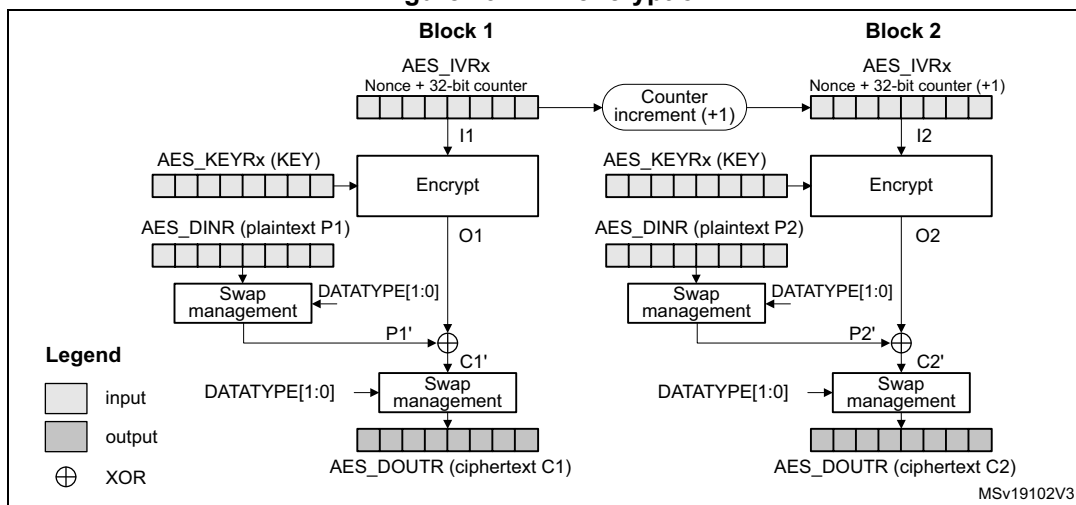 Block 1
Block 2
AES_IVRx
Nonce + 32-bit counter
Counter
increment (+1)
AES_IVRx
Nonce + 32-bit counter (+1)
I1
I2
AES_KEYRx (KEY)
Encrypt
AES_KEYRx (KEY)
Encrypt
AES_DINR (plaintext P1)
O1
AES_DINR (plaintext P2)
O2
Swap
management
DATATYPE[1:0]
Swap
management
DATATYPE[1:0]
P1'
P2'
Legend
C1'
C2'
input
DATATYPE[1:0]
Swap
management
DATATYPE[1:0]
Swap
management
output
AES_DOUTR (ciphertext C1)
AES_DOUTR (ciphertext C2)
XOR
MSv19102V3